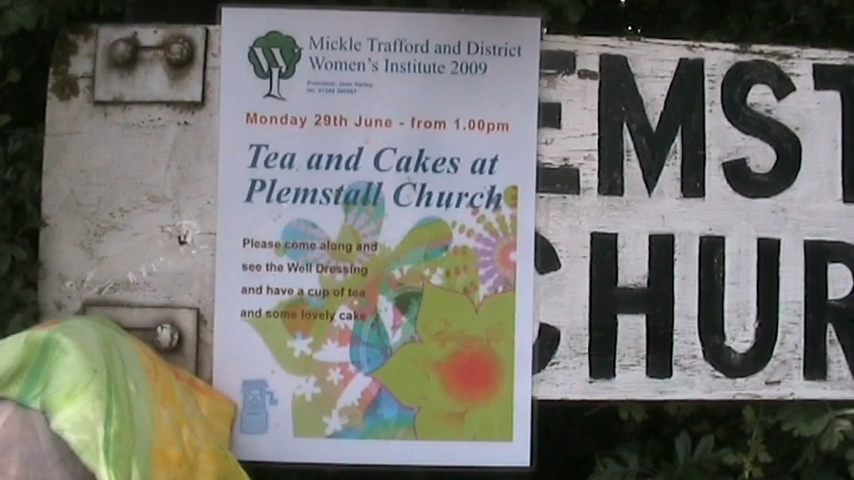 WI
Mickle Trafford and District
Women's Institute 2009
Monday 29th June - from 1.00pm
Tea and Cakes at
Plemstall Church
Please come along and
see the Well Dressing
and have a cup of tea
and some lovely cake
EMST
CHUR